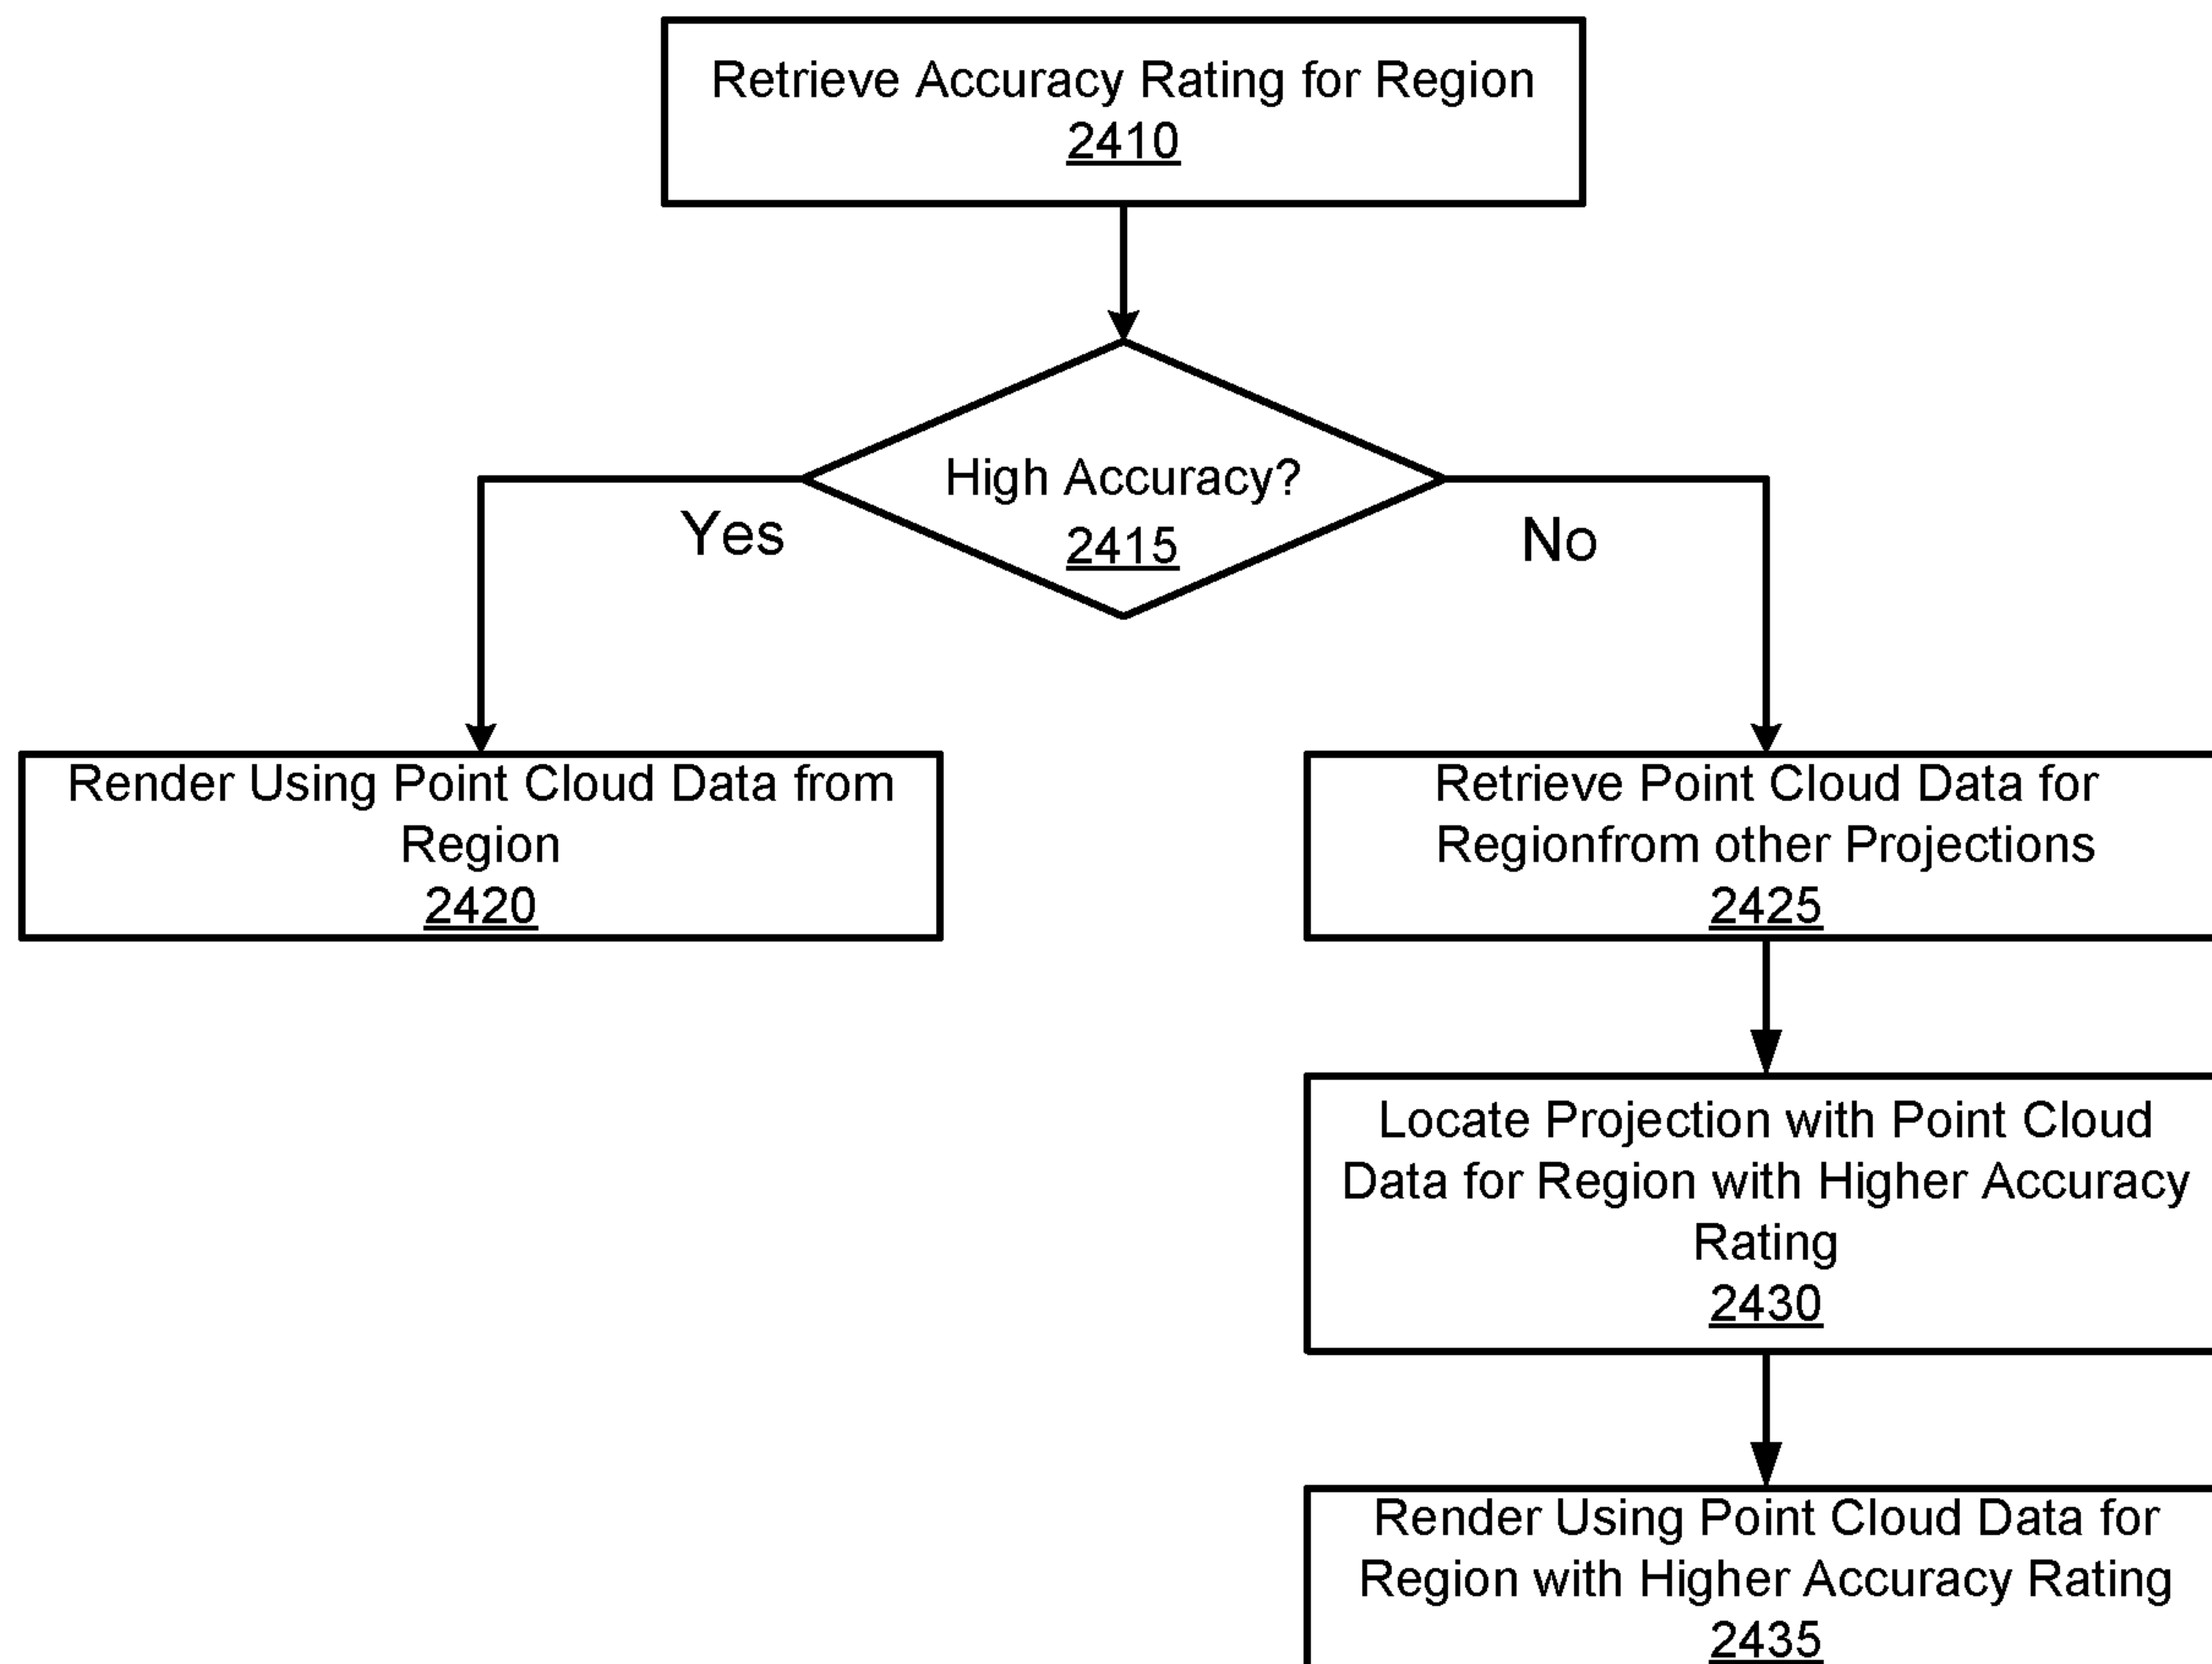 Retrieve Accuracy Rating for Region
2410
High Accuracy?
2415
Yes
No
Render Using Point Cloud Data from
Region
2420
Retrieve Point Cloud Data for
Regionfrom other Projections
2425
Locate Projection with Point Cloud
Data for Region with Higher Accuracy
Rating
2430
Render Using Point Cloud Data for
Region with Higher Accuracy Rating
2435